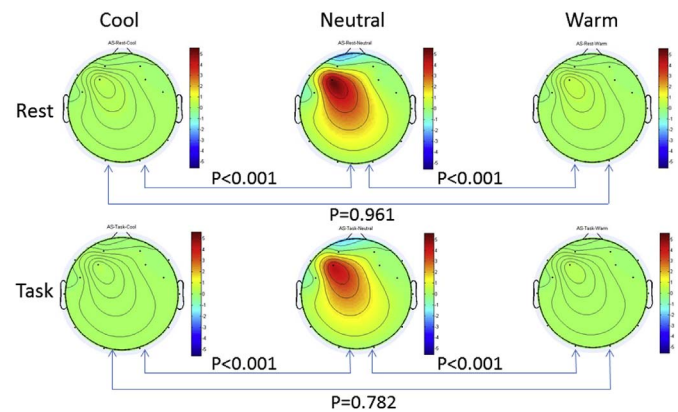 Cool Neutral Warm
AS-Rest-Cool AS-Rest-Neutral AS-Rest-Warm
Rest
P<0.001 P<0.001
P=0.961
AS-Task-Cool AS-Task-Neutral AS-Task-Warm
Task
P<0.001 P<0.001
P=0.782